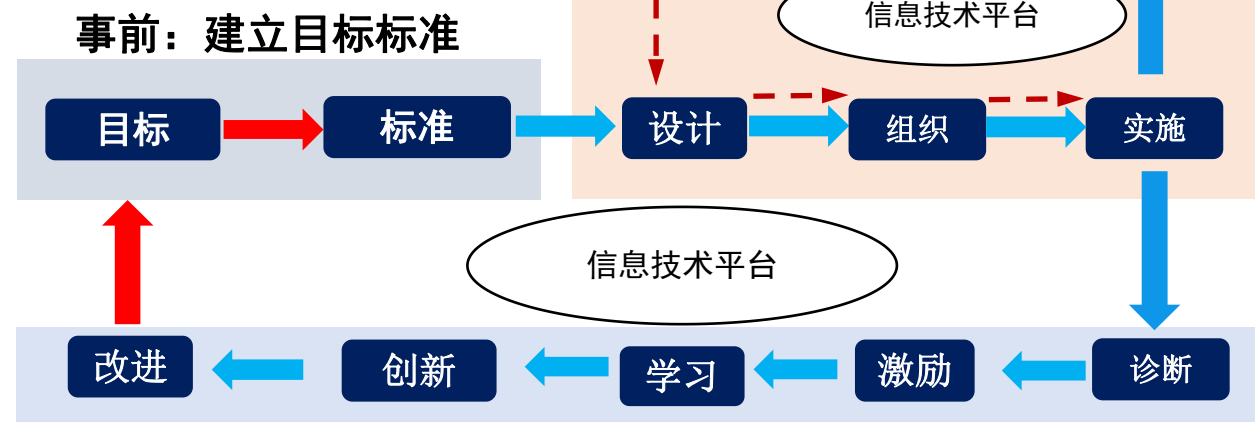 信息技术平台
事前：建立目标标准
目标
标准
设计
组织
实施
信息技术平台
改进
创新
学习
激励
诊断